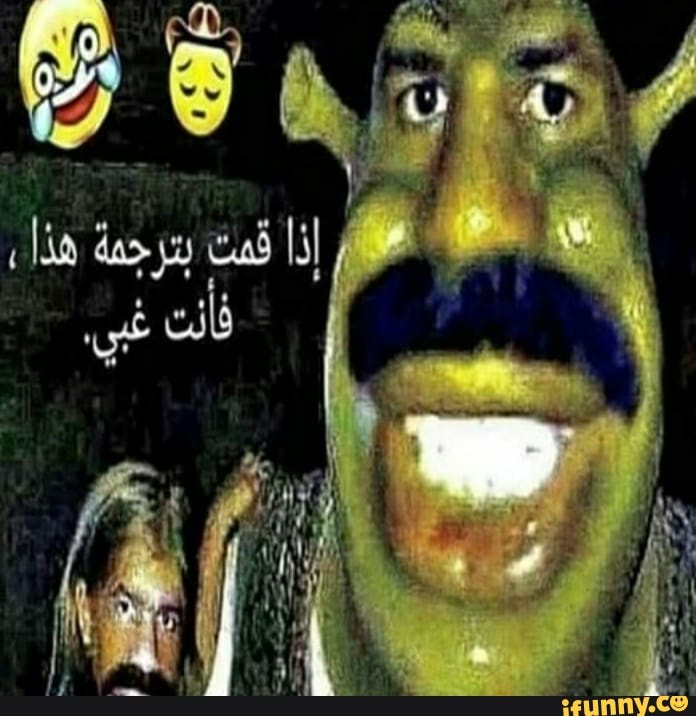 إذا قمت بترجمة هذا ,
فأنت غبي.
ifunny.co